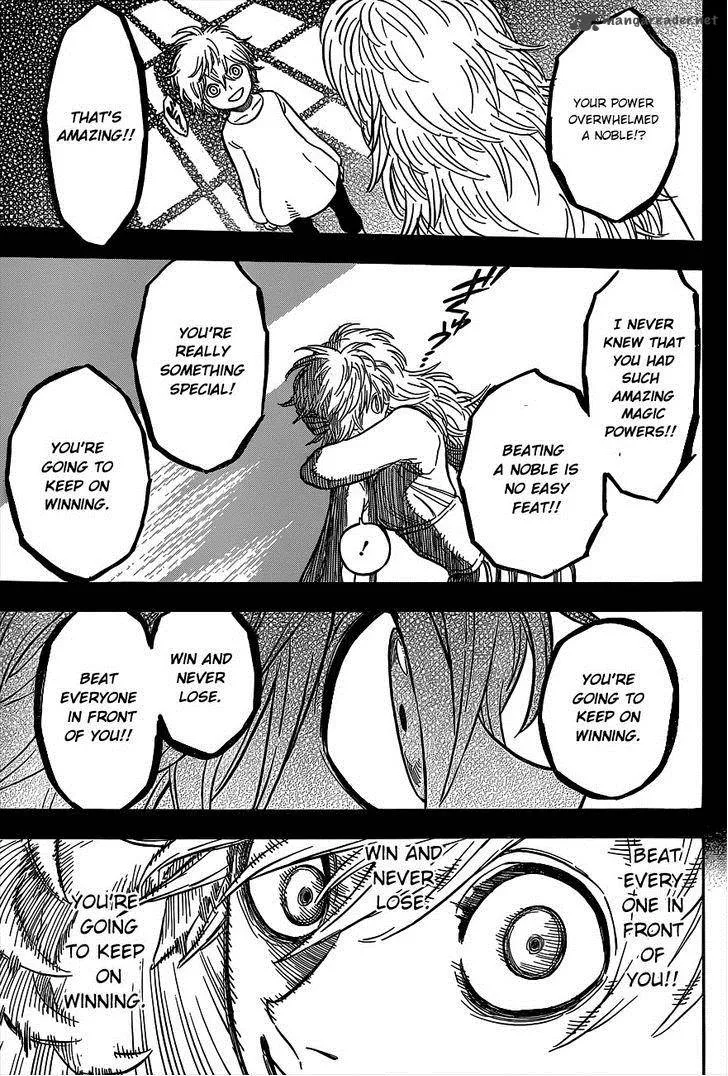 mangareader.net
YOUR POWER
OVERWHELMED
A NOBLE!?
THAT'S
AMAZING!!
I NEVER
KNEW THAT
YOU HAD
SUCH
AMAZING
MAGIC
POWERS!!
BEATING
A NOBLE IS
NO EASY
FEAT!!
YOU'RE
REALLY
SOMETHING
SPECIAL!
YOU'RE
GOING TO
KEEP ON
WINNING.
!
YOU'RE
GOING TO
KEEP ON
WINNING.
WIN AND
NEVER
LOSE.
BEAT
EVERYONE
IN FRONT
OF YOU!!
BEAT
EVERY
ONE IN
FRONT
OF
YOU!!
WIN AND
NEVER
LOSE.
YOU'RE
GOING
TO KEEP
ON
WINNING.